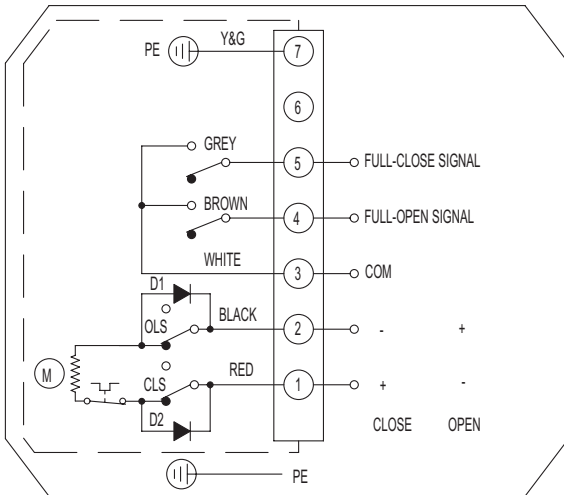 PE Y&G 7
6
GREY 5 FULL-CLOSE SIGNAL
BROWN 4 FULL-OPEN SIGNAL
WHITE 3 COM
D1
OLS BLACK 2 - +
M CLS RED 1 + -
D2 CLOSE OPEN
PE